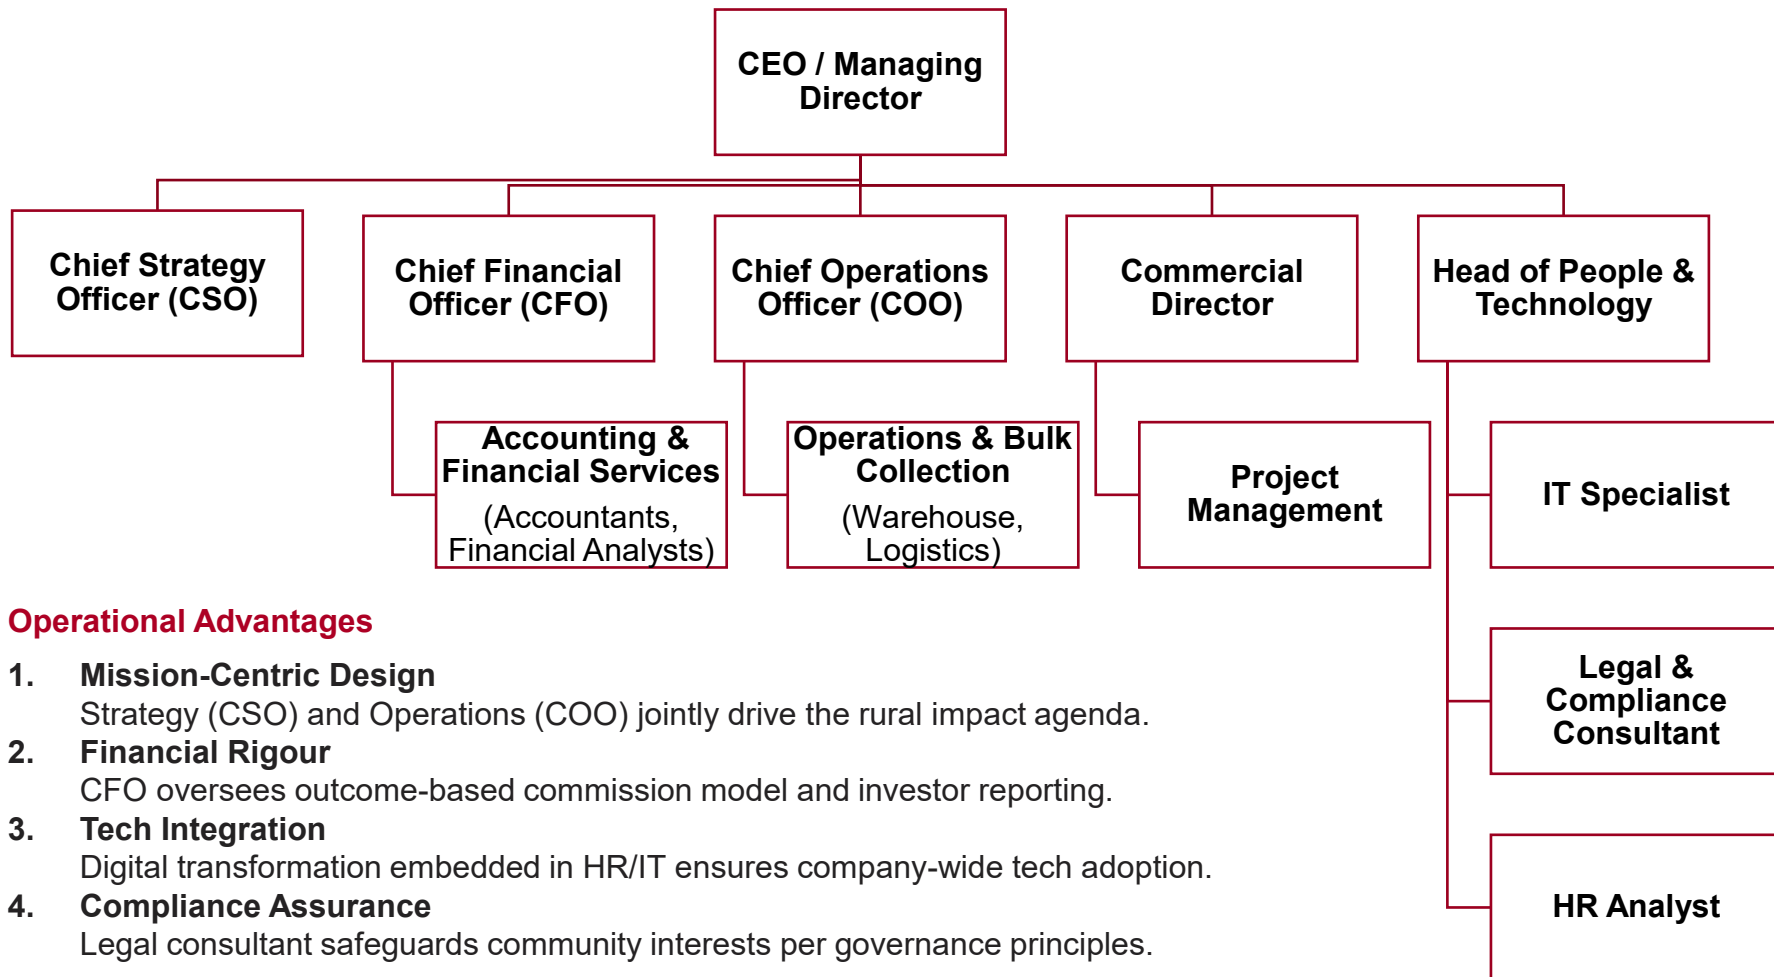 CEO / Managing
Director
Chief Strategy
Officer (CSO)
Chief Financial
Officer (CFO)
Chief Operations
Officer (COO)
Commercial
Director
Head of People &
Technology
Accounting &
Financial Services
(Accountants,
Financial Analysts)
Operations & Bulk
Collection
(Warehouse,
Logistics)
Project
Management
IT Specialist
Legal &
Compliance
Consultant
HR Analyst
Operational Advantages
1. Mission-Centric Design
Strategy (CSO) and Operations (COO) jointly drive the rural impact agenda.
2. Financial Rigour
CFO oversees outcome-based commission model and investor reporting.
3. Tech Integration
Digital transformation embedded in HR/IT ensures company-wide tech adoption.
4. Compliance Assurance
Legal consultant safeguards community interests per governance principles.